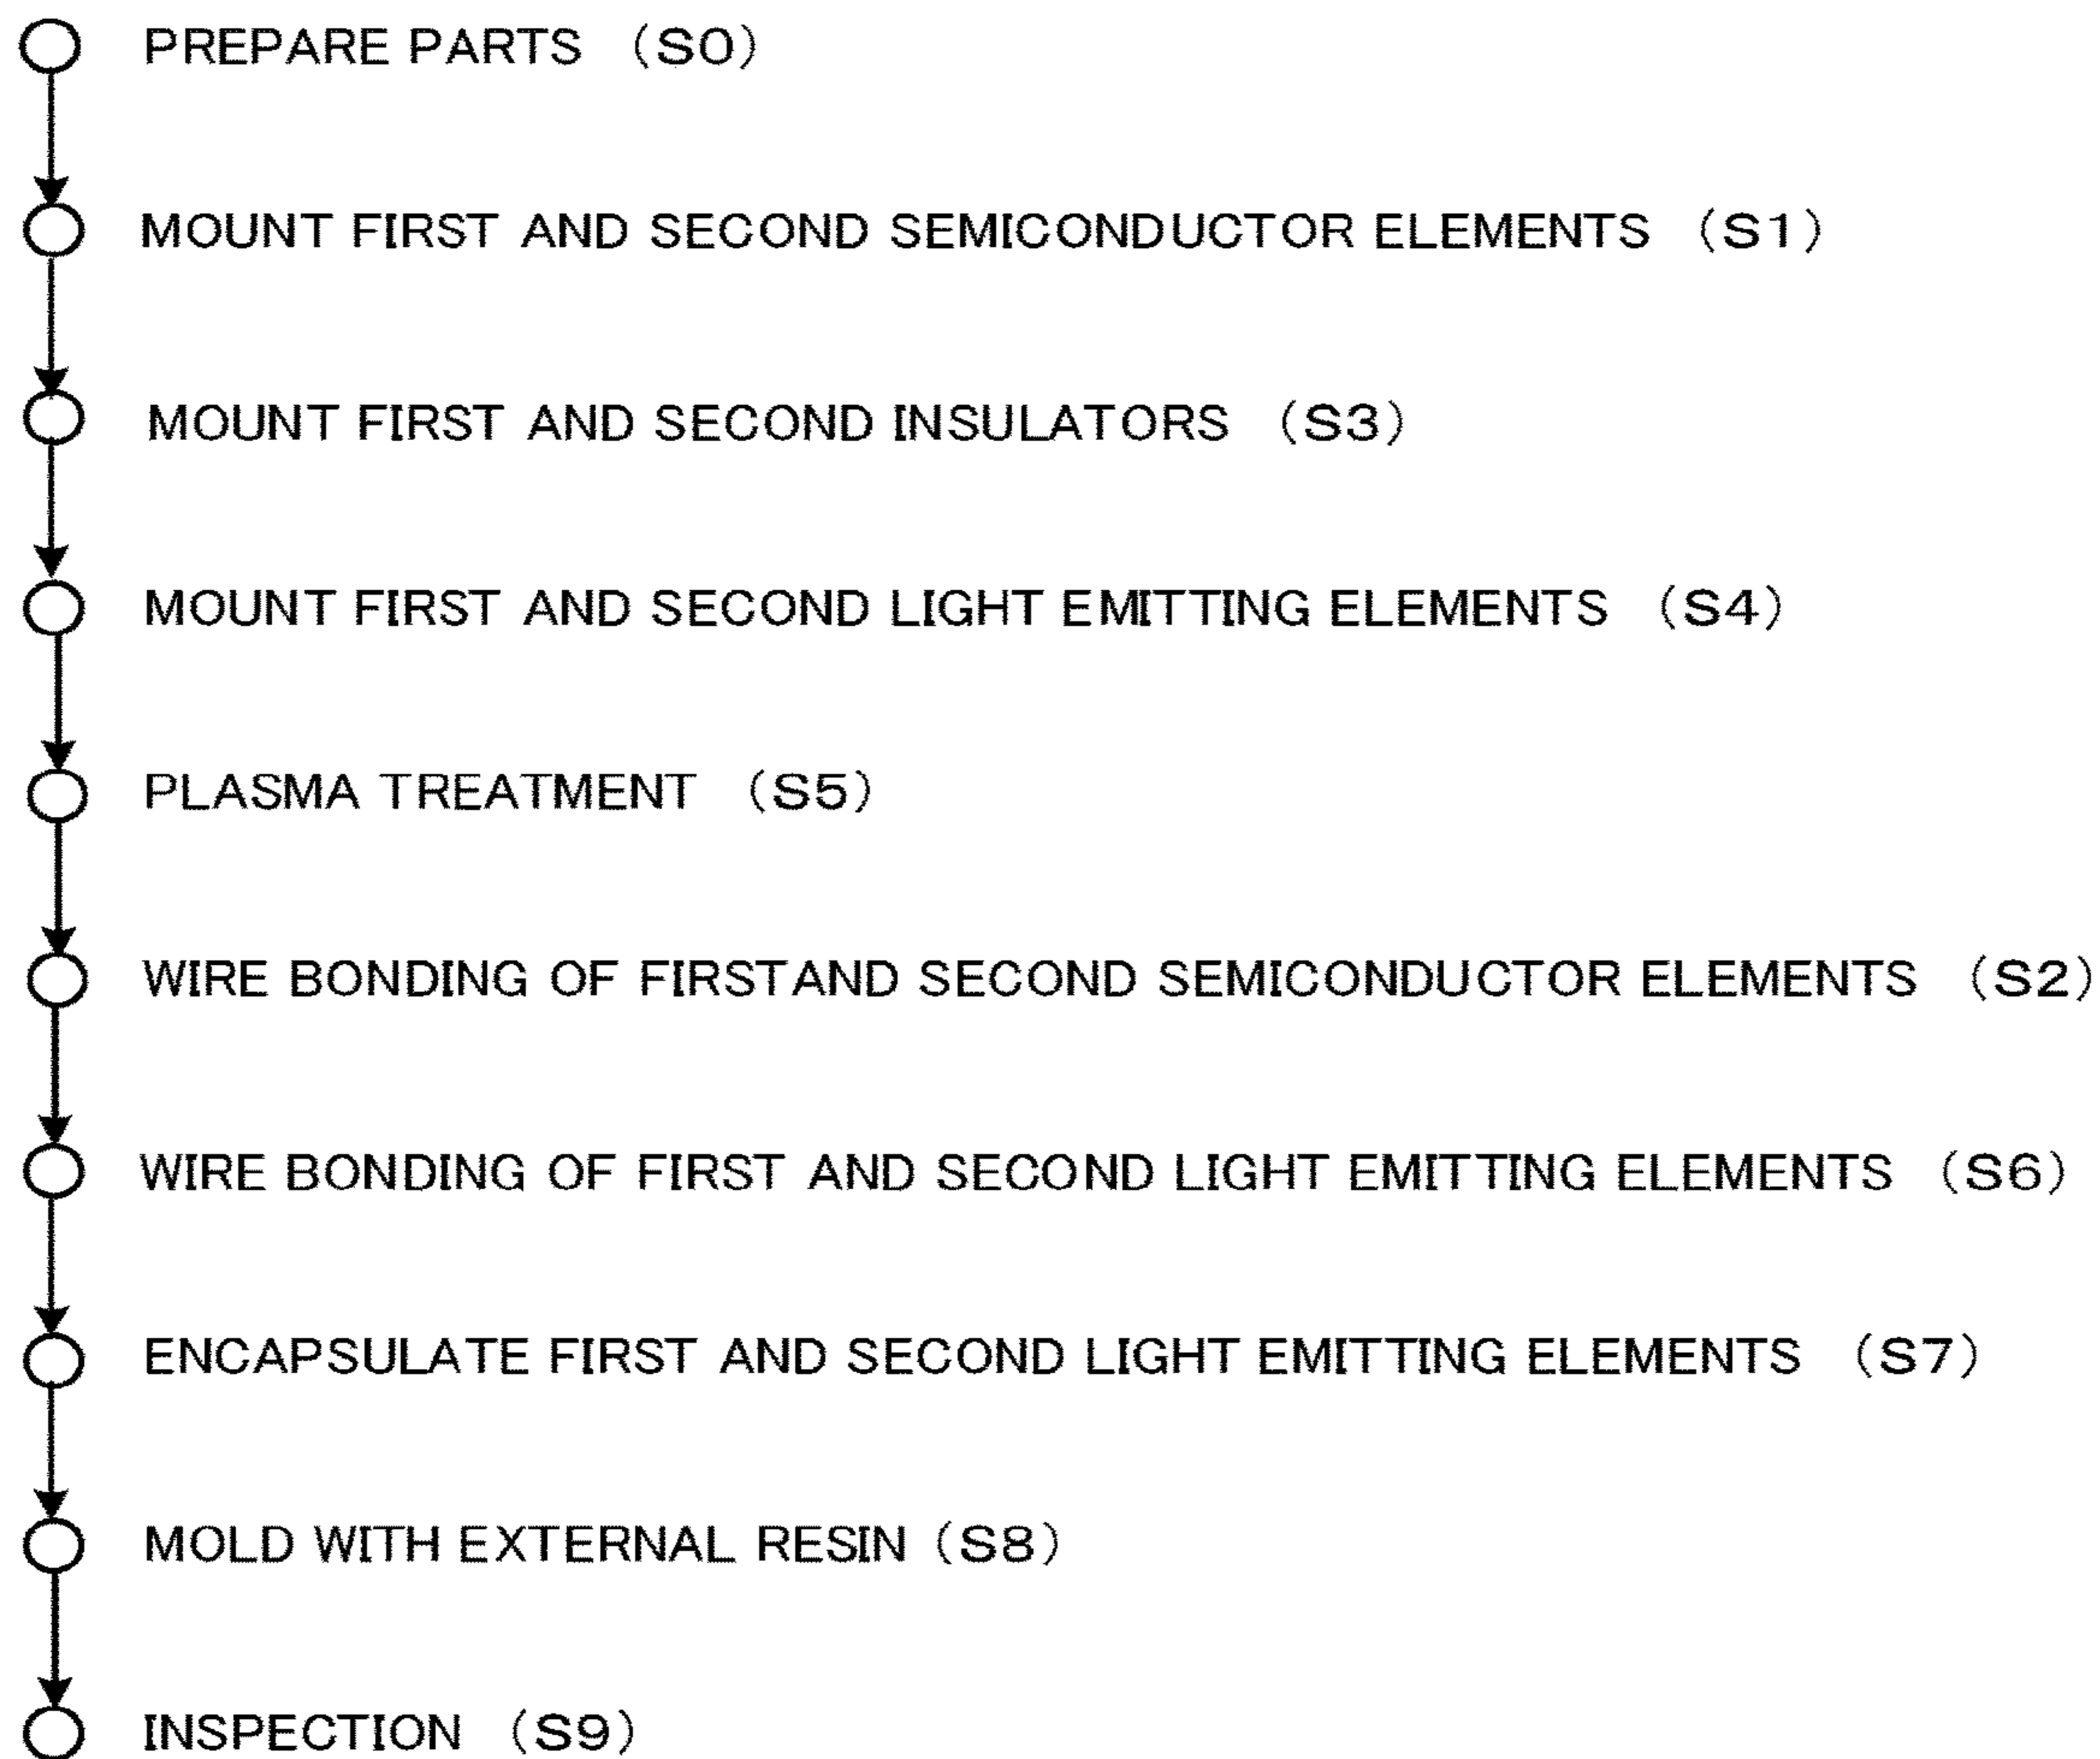 PREPARE PARTS (S0)
MOUNT FIRST AND SECOND SEMICONDUCTOR ELEMENTS (S1)
MOUNT FIRST AND SECOND INSULATORS (S3)
MOUNT FIRST AND SECOND LIGHT EMITTING ELEMENTS (S4)
PLASMA TREATMENT (S5)
WIRE BONDING OF FIRSTAND SECOND SEMICONDUCTOR ELEMENTS (S2)
WIRE BONDING OF FIRST AND SECOND LIGHT EMITTING ELEMENTS (S6)
ENCAPSULATE FIRST AND SECOND LIGHT EMITTING ELEMENTS (S7)
MOLD WITH EXTERNAL RESIN (S8)
INSPECTION (S9)